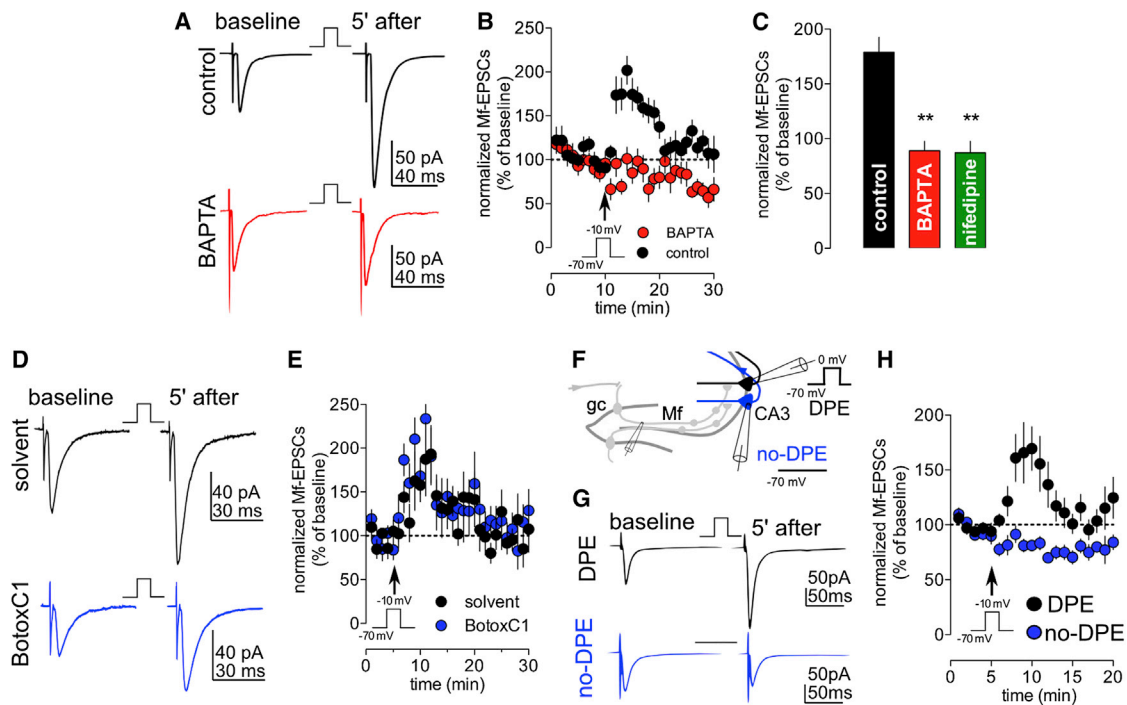 A
baseline
5' after
control
50 pA
40 ms
BAPTA
50 pA
40 ms
B
normalized Mf-EPSCs
(% of baseline)
250
200
150
100
50
0
-10 mV
-70 mV
BAPTA
control
0
10
20
30
time (min)
C
normalized Mf-EPSCs
(% of baseline)
200
150
100
50
0
**
**
control
BAPTA
nifedipine
D
baseline
5' after
solvent
40 pA
30 ms
BotoxC1
40 pA
30 ms
E
normalized Mf-EPSCs
(% of baseline)
250
200
150
100
50
0
-10 mV
-70 mV
solvent
BotoxC1
0
10
20
30
time (min)
F
gc
Mf
CA3
0 mV
-70 mV
DPE
no-DPE
-70 mV
G
baseline
5' after
DPE
50pA
50ms
no-DPE
50pA
50ms
H
normalized Mf-EPSCs
(% of baseline)
200
150
100
50
0
-10 mV
-70 mV
DPE
no-DPE
0
5
10
15
20
time (min)